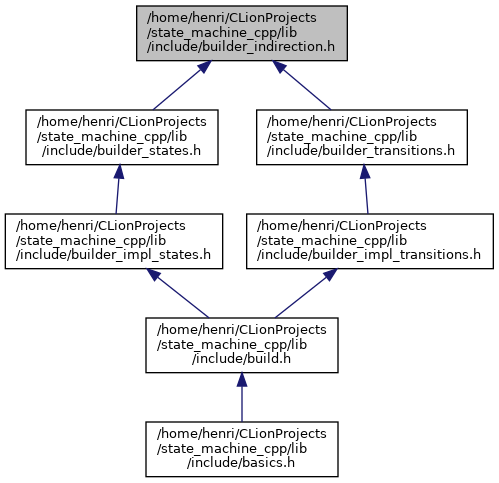 /home/henri/CLionProjects
/state_machine_cpp/lib
/include/builder_indirection.h
/home/henri/CLionProjects
/state_machine_cpp/lib
/include/builder_states.h
/home/henri/CLionProjects
/state_machine_cpp/lib
/include/builder_transitions.h
/home/henri/CLionProjects
/state_machine_cpp/lib
/include/builder_impl_states.h
/home/henri/CLionProjects
/state_machine_cpp/lib
/include/builder_impl_transitions.h
/home/henri/CLionProjects
/state_machine_cpp/lib
/include/build.h
/home/henri/CLionProjects
/state_machine_cpp/lib
/include/basics.h